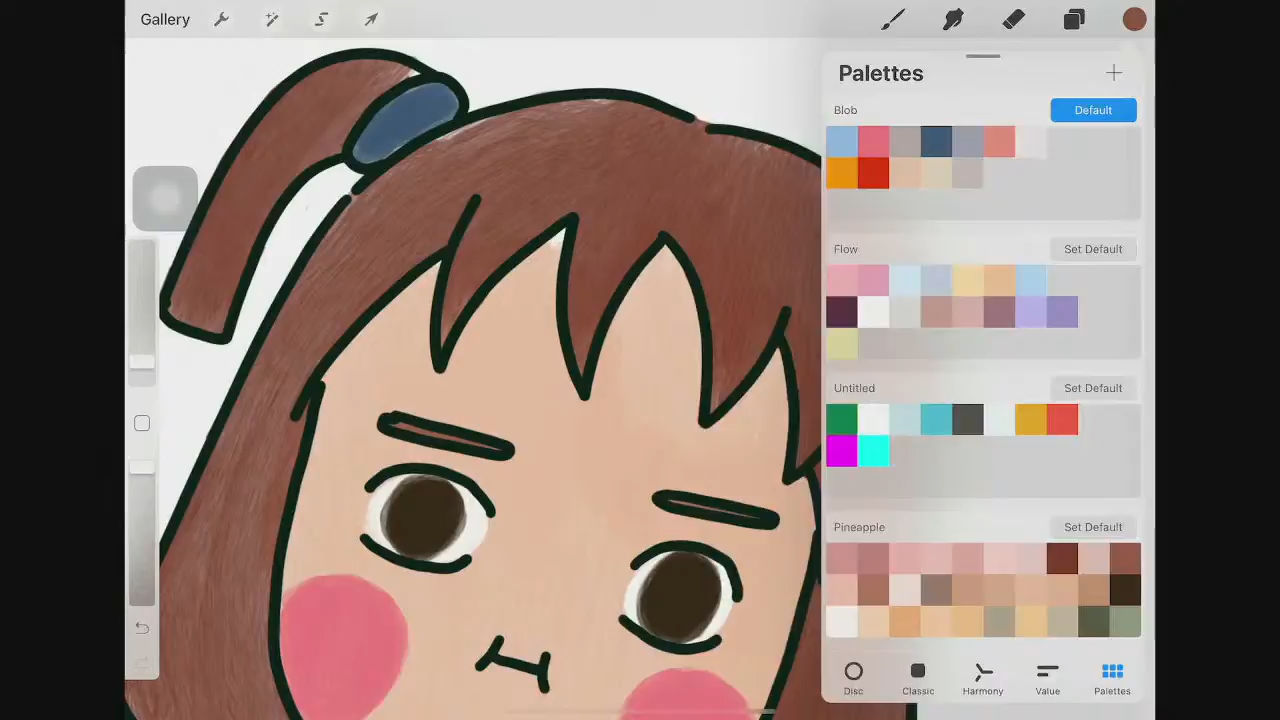 Gallery
Palettes
Blob
Default
Flow
Set Default
Untitled
Set Default
Pineapple
Set Default
Disc
Classic
Harmony
Value
Palettes